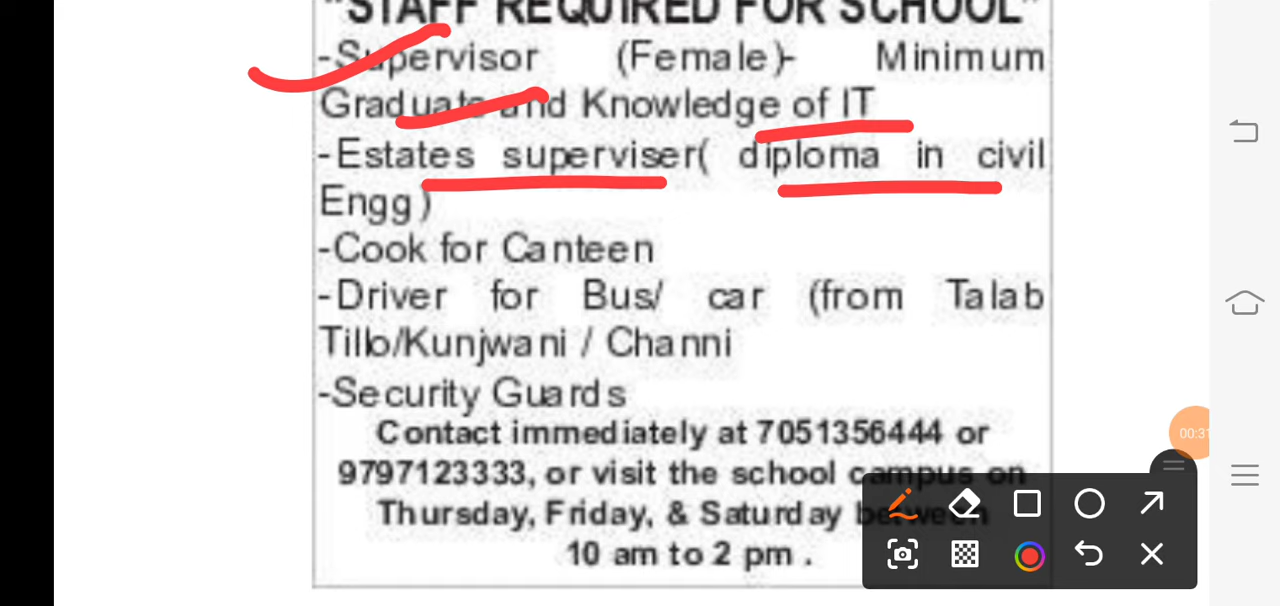 "STAFF REQUIRED FOR SCHOOL"
-Supervisor (Female)- Minimum
Graduate and Knowledge of IT
-Estates superviser( diploma in civil
Engg)
-Cook for Canteen
-Driver for Bus/ car (from Talab
Tillo/Kunjwani / Channi
-Security Guards
Contact immediately at 7051356444 or
9797123333, or visit the school campus on
Thursday, Friday, & Saturday between
10 am to 2 pm .
00:31